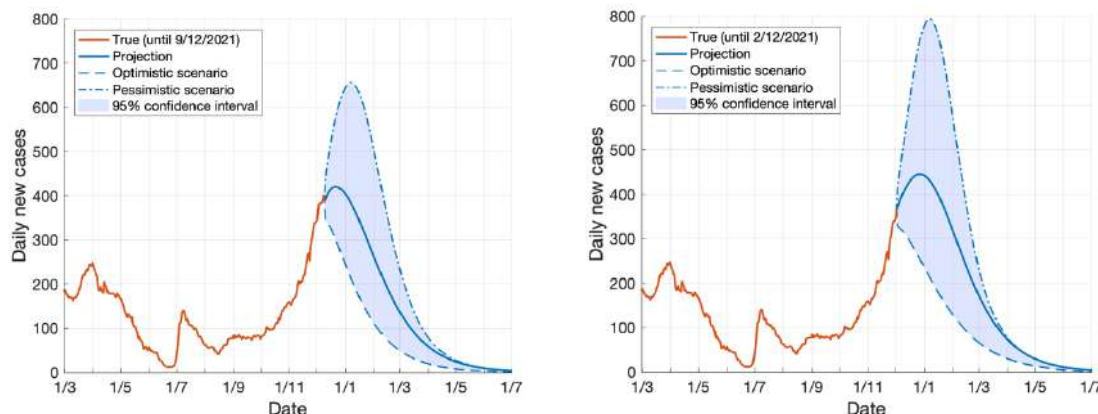 800
700
600
500
400
300
200
100
0
Daily new cases
True (until 9/12/2021)
Projection
Optimistic scenario
Pessimistic scenario
95% confidence interval
1/3 1/5 1/7 1/9 1/11 1/1 1/3 1/5 1/7
Date
800
700
600
500
400
300
200
100
0
Daily new cases
True (until 2/12/2021)
Projection
Optimistic scenario
Pessimistic scenario
95% confidence interval
1/3 1/5 1/7 1/9 1/11 1/1 1/3 1/5 1/7
Date